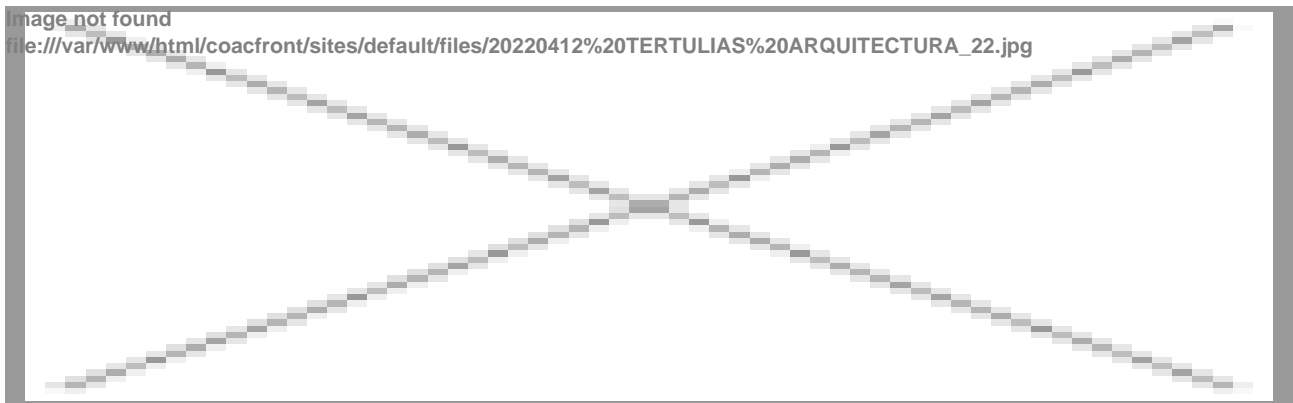 Image not found
file:///var/www/html/coacfront/sites/default/files/20220412%20TERTULIAS%20ARQUITECTURA_22.jpg